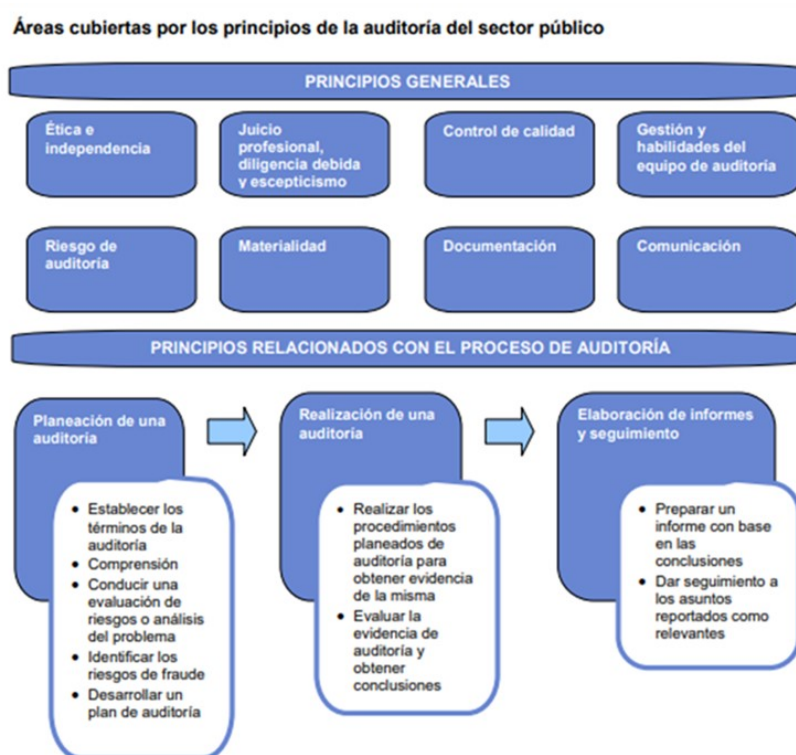 Áreas cubiertas por los principios de la auditoría del sector público
PRINCIPIOS GENERALES
Ética e
independencia
Juicio
profesional,
diligencia debida
y escepticismo
Control de calidad
Gestión y
habilidades del
equipo de auditoría
Riesgo de
auditoría
Materialidad
Documentación
Comunicación
PRINCIPIOS RELACIONADOS CON EL PROCESO DE AUDITORÍA
Planeación de una
auditoría
• Establecer los
términos de la
auditoría
• Comprensión
• Conducir una
evaluación de
riesgos o análisis
del problema
• Identificar los
riesgos de fraude
• Desarrollar un
plan de auditoría
Realización de una
auditoría
• Realizar los
procedimientos
planeados de
auditoría para
obtener evidencia
de la misma
• Evaluar la
evidencia de
auditoría y
obtener
conclusiones
Elaboración de informes
y seguimiento
• Preparar un
informe con base
en las
conclusiones
• Dar seguimiento a
los asuntos
reportados como
relevantes